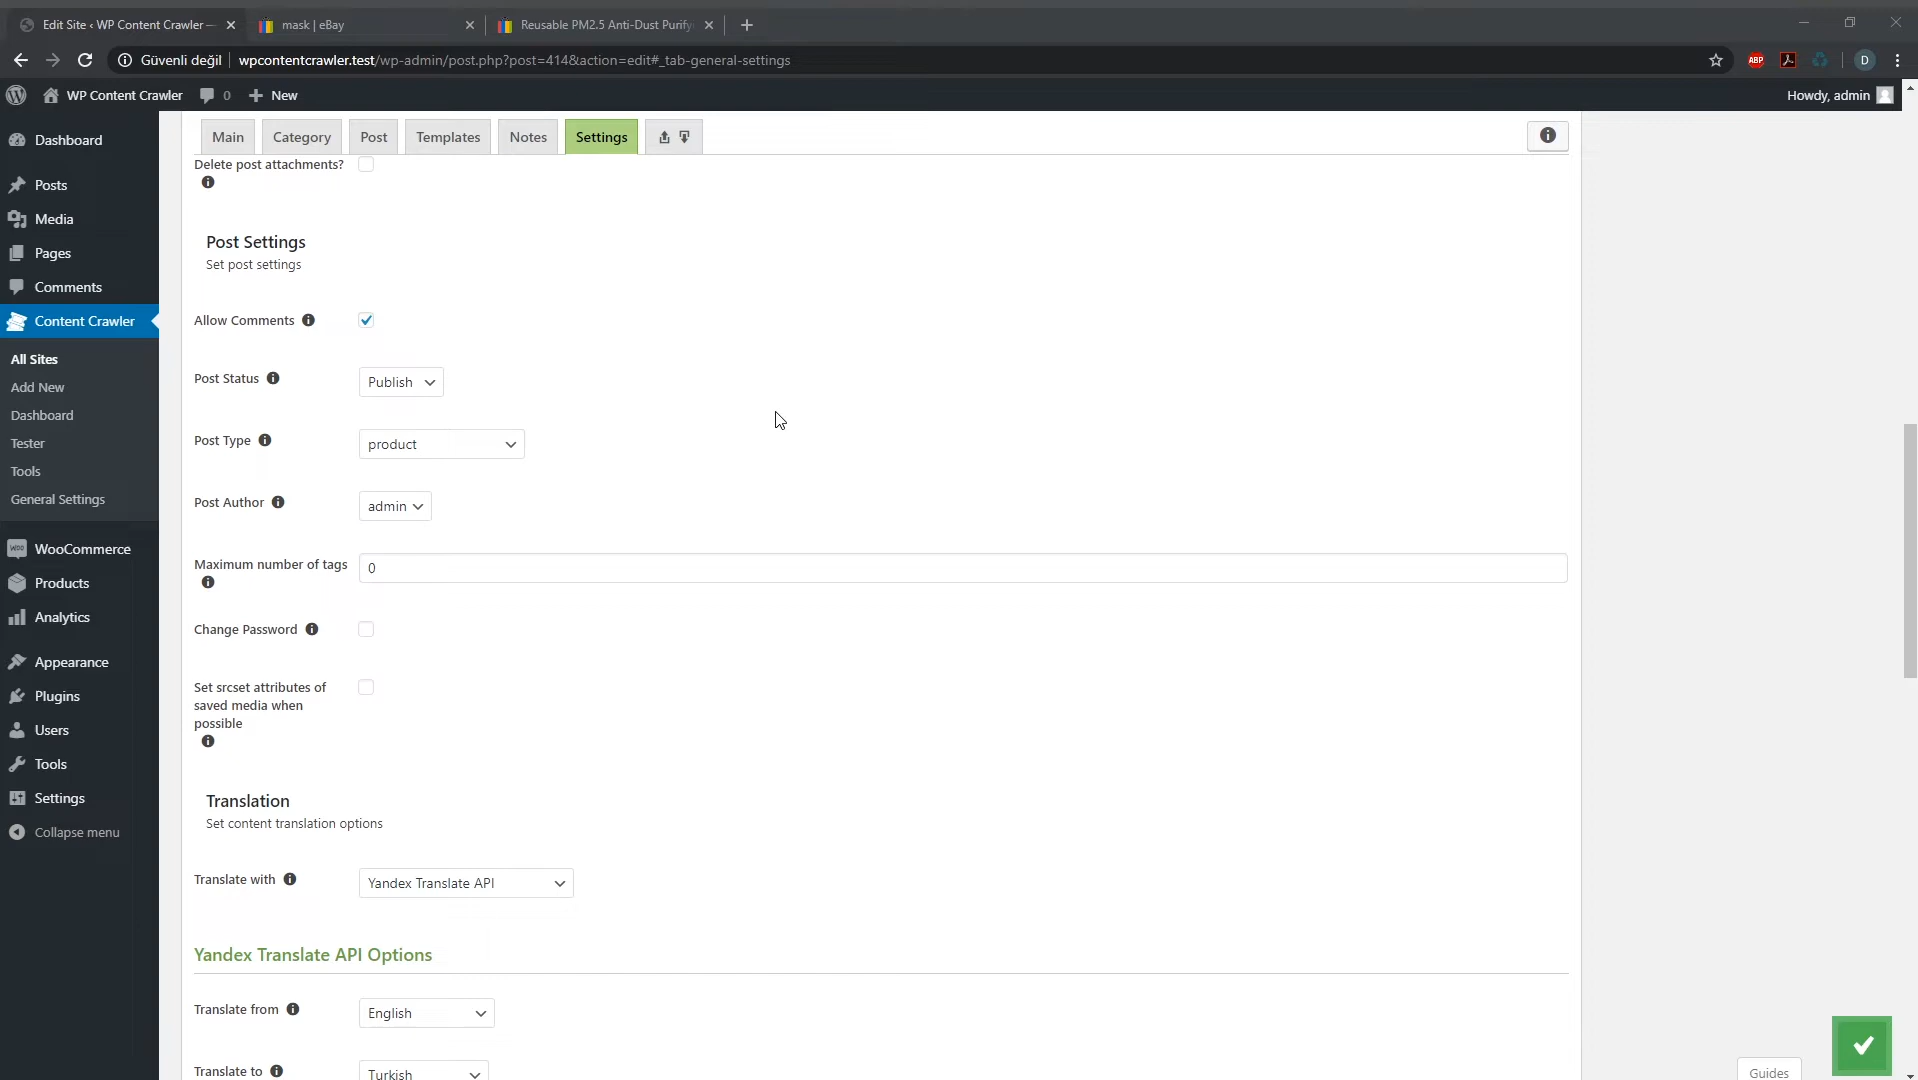 Edit Site ‹ WP Content Crawler —
mask | eBay
Reusable PM2.5 Anti-Dust Purify
Güvenli değil
wpcontentcrawler.test/wp-admin/post.php?post=414&action=edit#_tab-general-settings
ABP
D
WP Content Crawler
0
New
Howdy, admin
Dashboard
Posts
Media
Pages
Comments
Content Crawler
All Sites
Add New
Dashboard
Tester
Tools
General Settings
WooCommerce
Products
Analytics
Appearance
Plugins
Users
Tools
Settings
Collapse menu
Main
Category
Post
Templates
Notes
Settings
Delete post attachments?
Post Settings
Set post settings
Allow Comments
Post Status
Publish
Post Type
product
Post Author
admin
Maximum number of tags
0
Change Password
Set srcset attributes of
saved media when
possible
Translation
Set content translation options
Translate with
Yandex Translate API
Yandex Translate API Options
Translate from
English
Translate to
Turkish
Guides